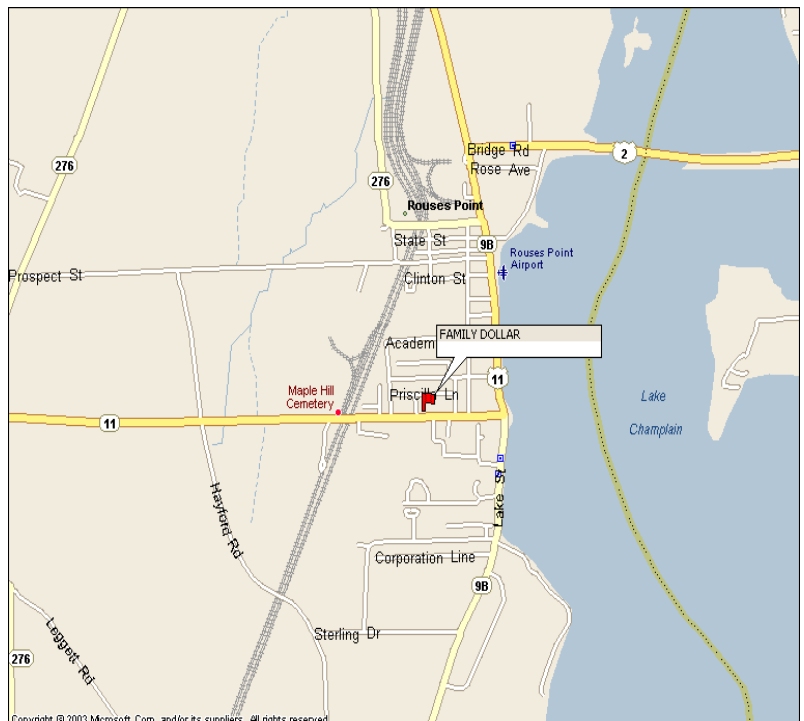 276
2
Bridge Rd
Rose Ave
276
Rouses Point
State St
9B
Rouses Point
Airport
Prospect St
Clinton St
FAMILY DOLLAR
Academ
11
Maple Hill
Cemetery
Priscilla Ln
Lake
Champlain
11
Lake St
Hayford Rd
Corporation Line
9B
Sterling Dr
Leggett Rd
276
Copyright © 2003 Microsoft Corp. and/or its suppliers. All rights reserved.